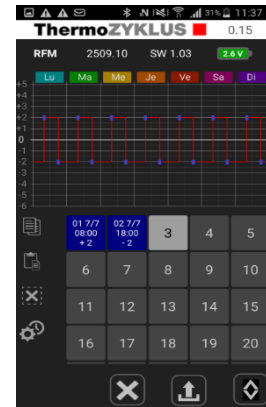 31% 11:37
ThermoZYKLUS 0.15
RFM 2509.10 SW 1.03 2.6 V
Lu Ma Me Je Ve Sa Di
+5
+4
+3
+2
+1
0
-1
-2
-3
-4
-5
-6
01 7/7 02 7/7 3 4 5
08:00 18:00
+ 2 - 2
6 7 8 9 10
11 12 13 14 15
16 17 18 19 20